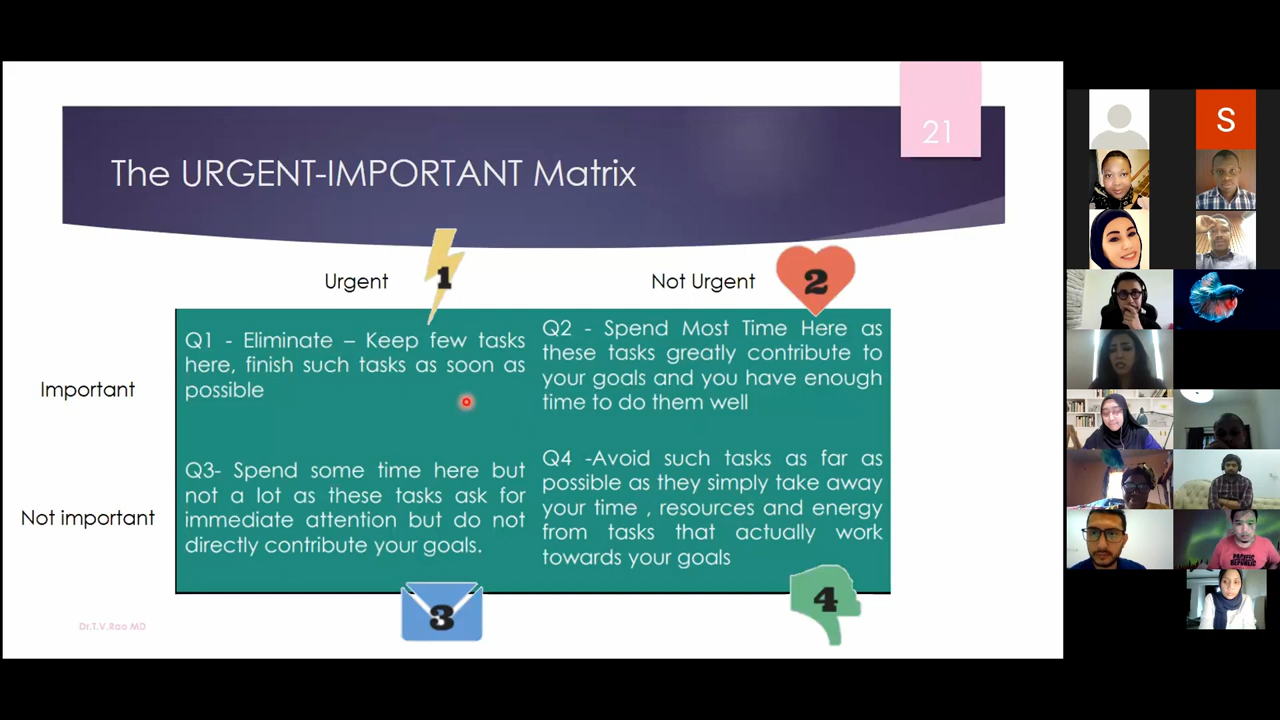 21
The URGENT-IMPORTANT Matrix
Urgent
1
Not Urgent
2
Important
Q1 - Eliminate – Keep few tasks
here, finish such tasks as soon as
possible
Q2 - Spend Most Time Here as
these tasks greatly contribute to
your goals and you have enough
time to do them well
Not important
Q3- Spend some time here but
not a lot as these tasks ask for
immediate attention but do not
directly contribute your goals.
Q4 -Avoid such tasks as far as
possible as they simply take away
your time , resources and energy
from tasks that actually work
towards your goals
3
4
Dr.T.V.Rao MD
S
PACIFIC
REPUBLIC